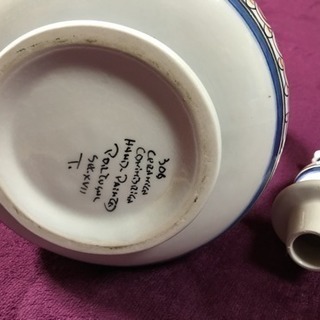 308
CERAMICA
CONIMBRIGA
HAND-PAINTED
PORTUGAL
SEC.XVII
T.